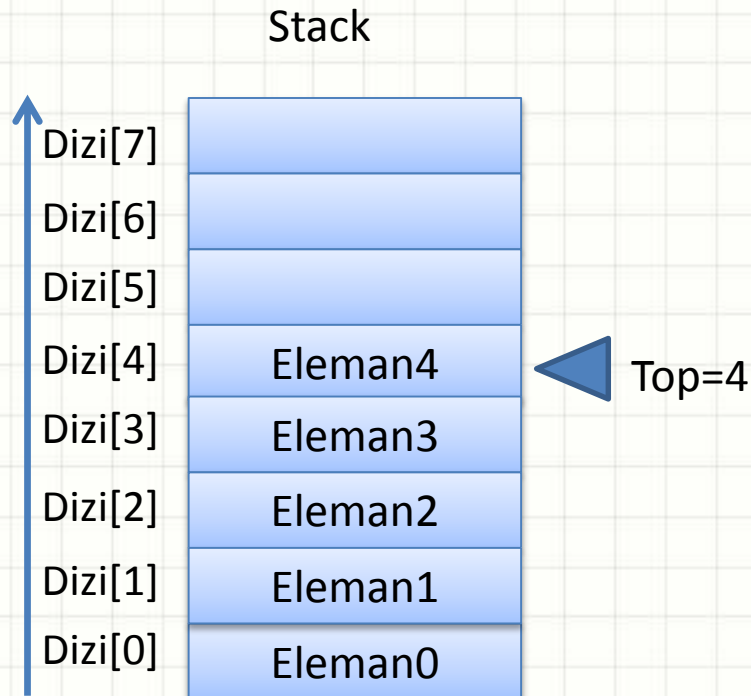 Stack
Dizi[7]
Dizi[6]
Dizi[5]
Dizi[4] Eleman4 Top=4
Dizi[3] Eleman3
Dizi[2] Eleman2
Dizi[1] Eleman1
Dizi[0] Eleman0